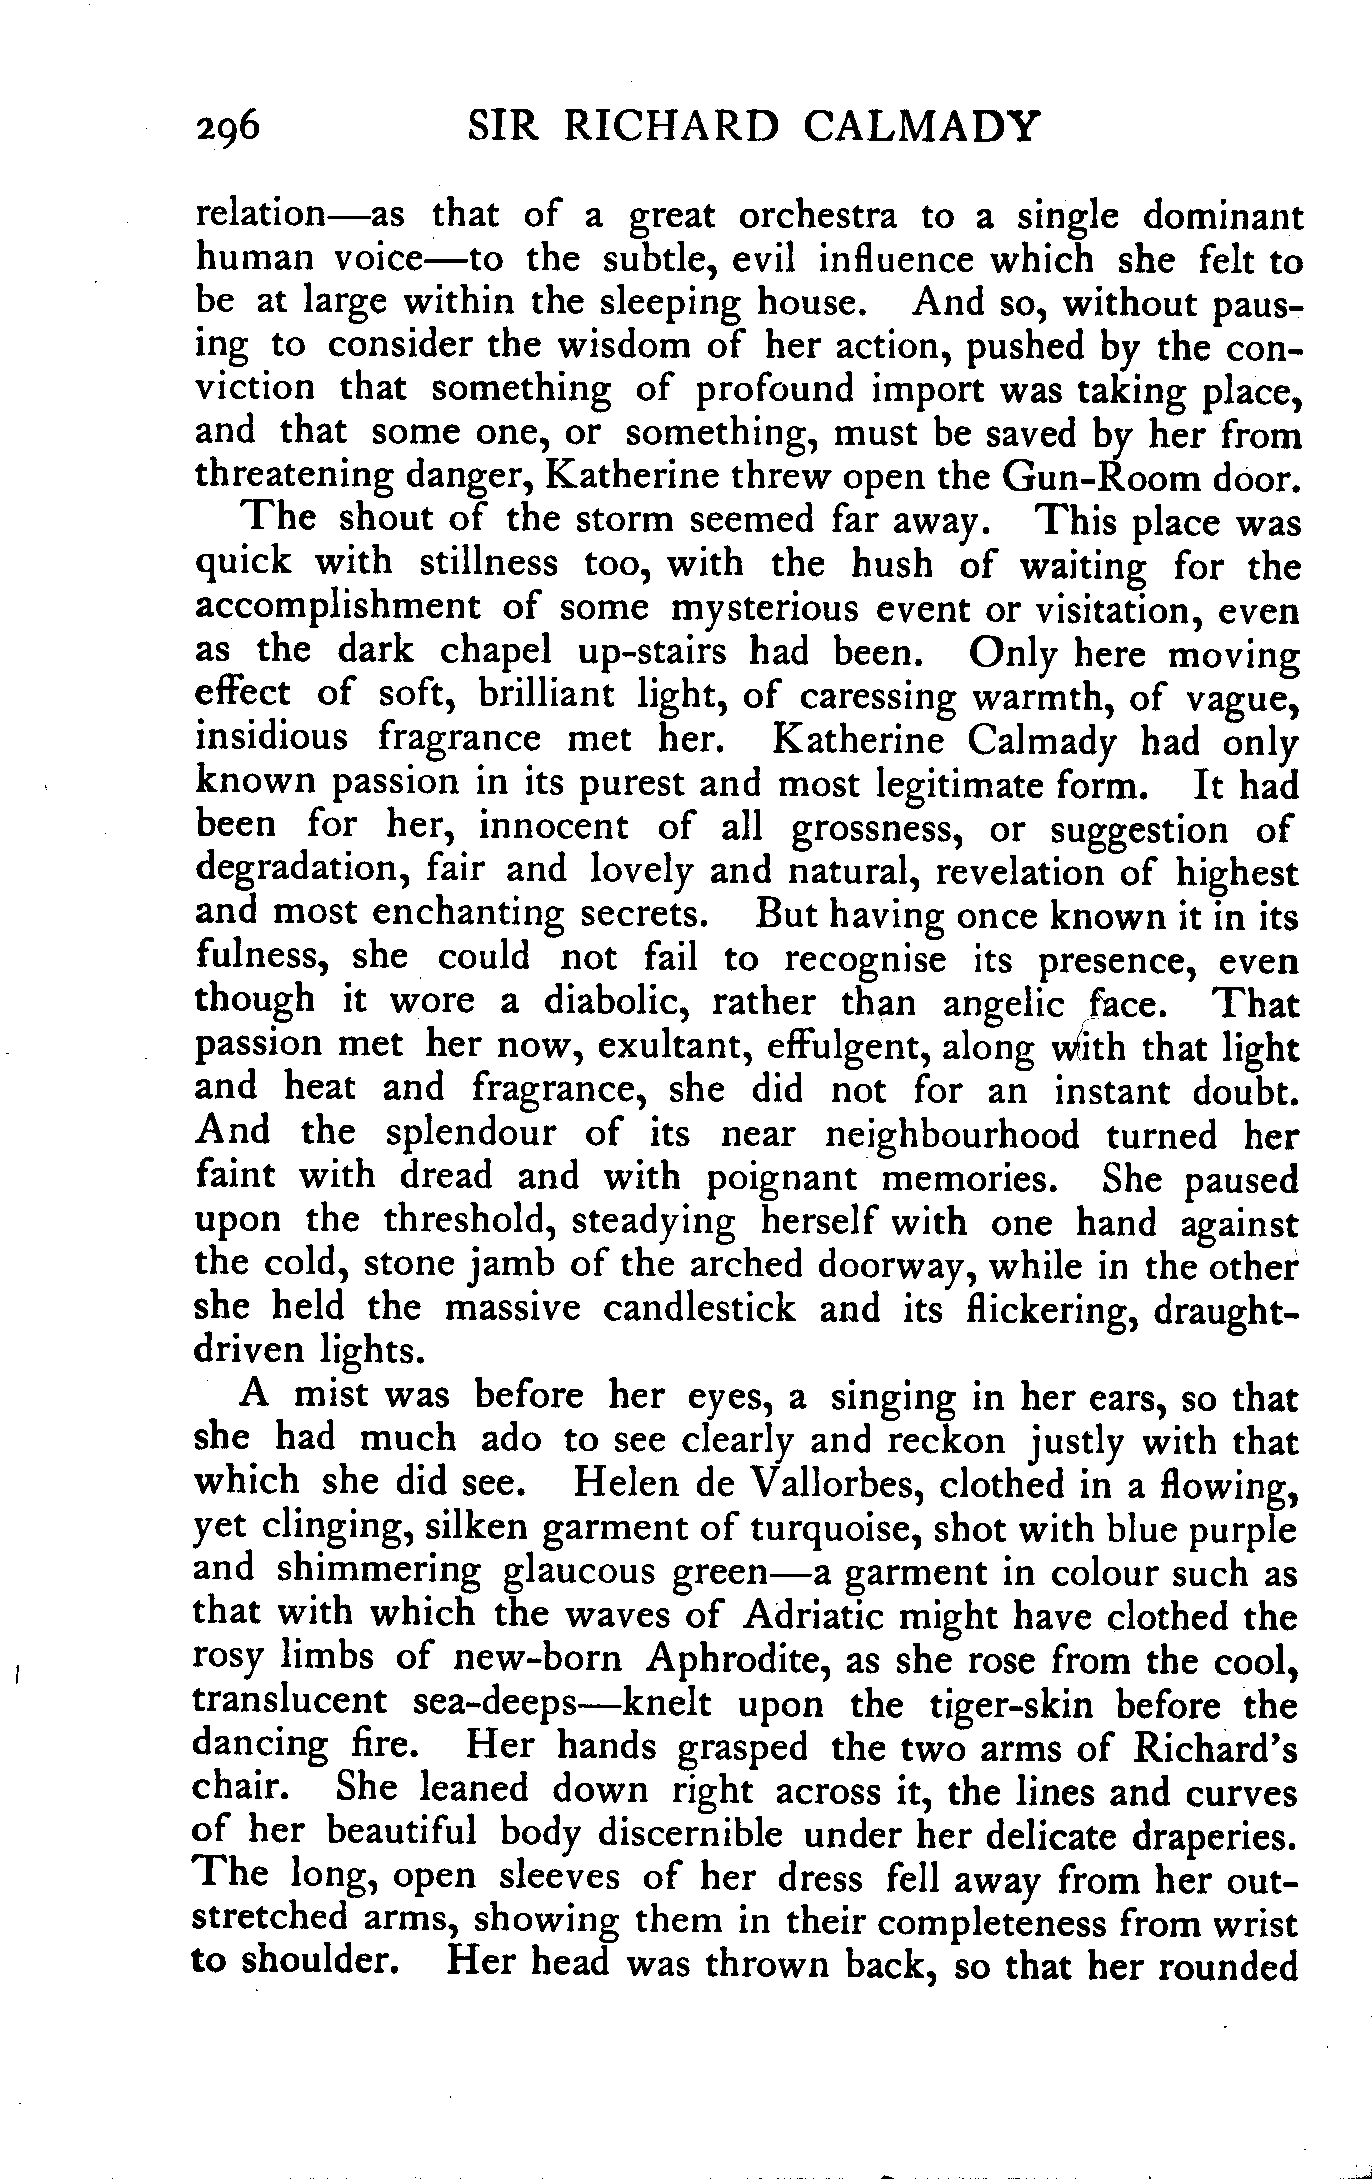 296 SIR RICHARD CALMADY
relation—as that of a great orchestra to a single dominant
human voice—to the subtle, evil influence which she felt to
be at large within the sleeping house. And so, without paus-
ing to consider the wisdom of her action, pushed by the con-
viction that something of profound import was taking place,
and that some one, or something, must be saved by her from
threatening danger, Katherine threw open the Gun-Room door.
The shout of the storm seemed far away. This place was
quick with stillness too, with the hush of waiting for the
accomplishment of some mysterious event or visitation, even
as the dark chapel up-stairs had been. Only here moving
effect of soft, brilliant light, of caressing warmth, of vague,
insidious fragrance met her. Katherine Calmady had only
known passion in its purest and most legitimate form. It had
been for her, innocent of all grossness, or suggestion of
degradation, fair and lovely and natural, revelation of highest
and most enchanting secrets. But having once known it in its
fulness, she could not fail to recognise its presence, even
though it wore a diabolic, rather than angelic face. That
passion met her now, exultant, effulgent, along with that light
and heat and fragrance, she did not for an instant doubt.
And the splendour of its near neighbourhood turned her
faint with dread and with poignant memories. She paused
upon the threshold, steadying herself with one hand against
the cold, stone jamb of the arched doorway, while in the other
she held the massive candlestick and its flickering, draught-
driven lights.
A mist was before her eyes, a singing in her ears, so that
she had much ado to see clearly and reckon justly with that
which she did see. Helen de Vallorbes, clothed in a flowing,
yet clinging, silken garment of turquoise, shot with blue purple
and shimmering glaucous green—a garment in colour such as
that with which the waves of Adriatic might have clothed the
rosy limbs of new-born Aphrodite, as she rose from the cool,
translucent sea-deeps—knelt upon the tiger-skin before the
dancing fire. Her hands grasped the two arms of Richard's
chair. She leaned down right across it, the lines and curves
of her beautiful body discernible under her delicate draperies.
The long, open sleeves of her dress fell away from her out-
stretched arms, showing them in their completeness from wrist
to shoulder. Her head was thrown back, so that her rounded